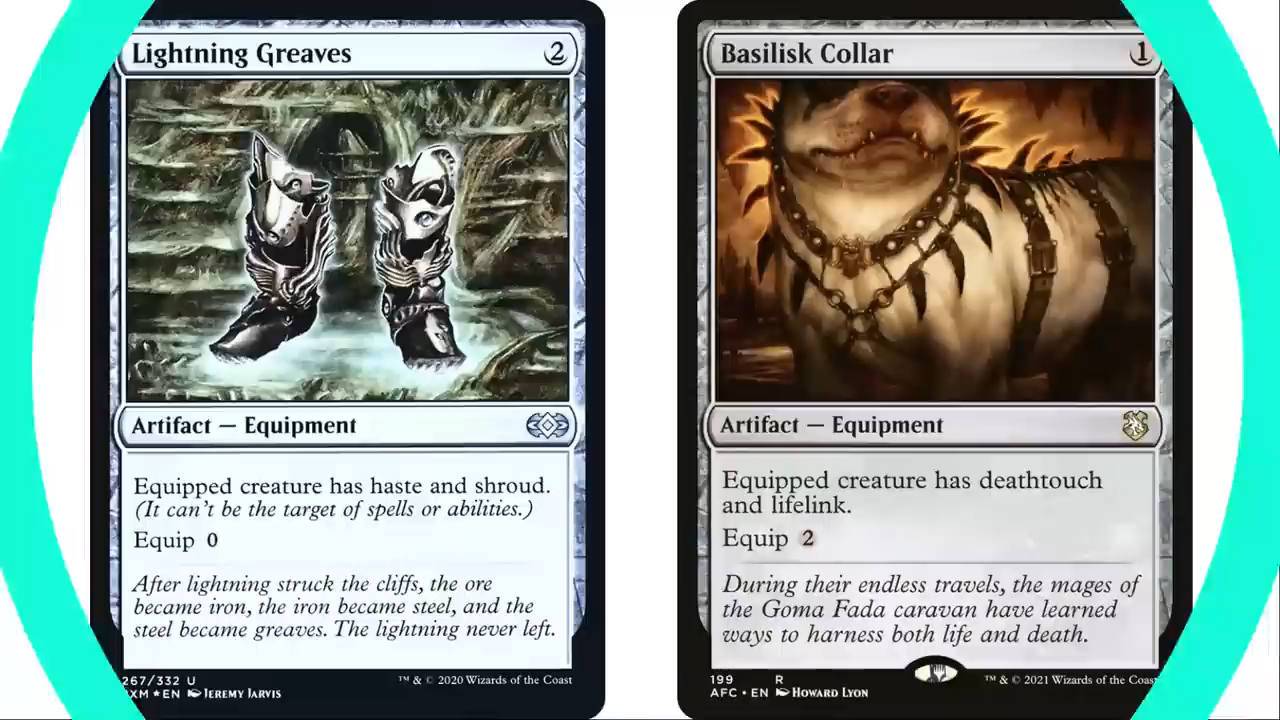 Lightning Greaves 2
Artifact — Equipment
Equipped creature has haste and shroud.
(It can't be the target of spells or abilities.)
Equip 0
After lightning struck the cliffs, the ore
became iron, the iron became steel, and the
steel became greaves. The lightning never left.
267/332 U
XM ★ EN Jeremy Jarvis
™ & © 2020 Wizards of the Coast
Basilisk Collar 1
Artifact — Equipment
Equipped creature has deathtouch
and lifelink.
Equip 2
During their endless travels, the mages of
the Goma Fada caravan have learned
ways to harness both life and death.
199 R
AFC • EN Howard Lyon
™ & © 2021 Wizards of the Coast